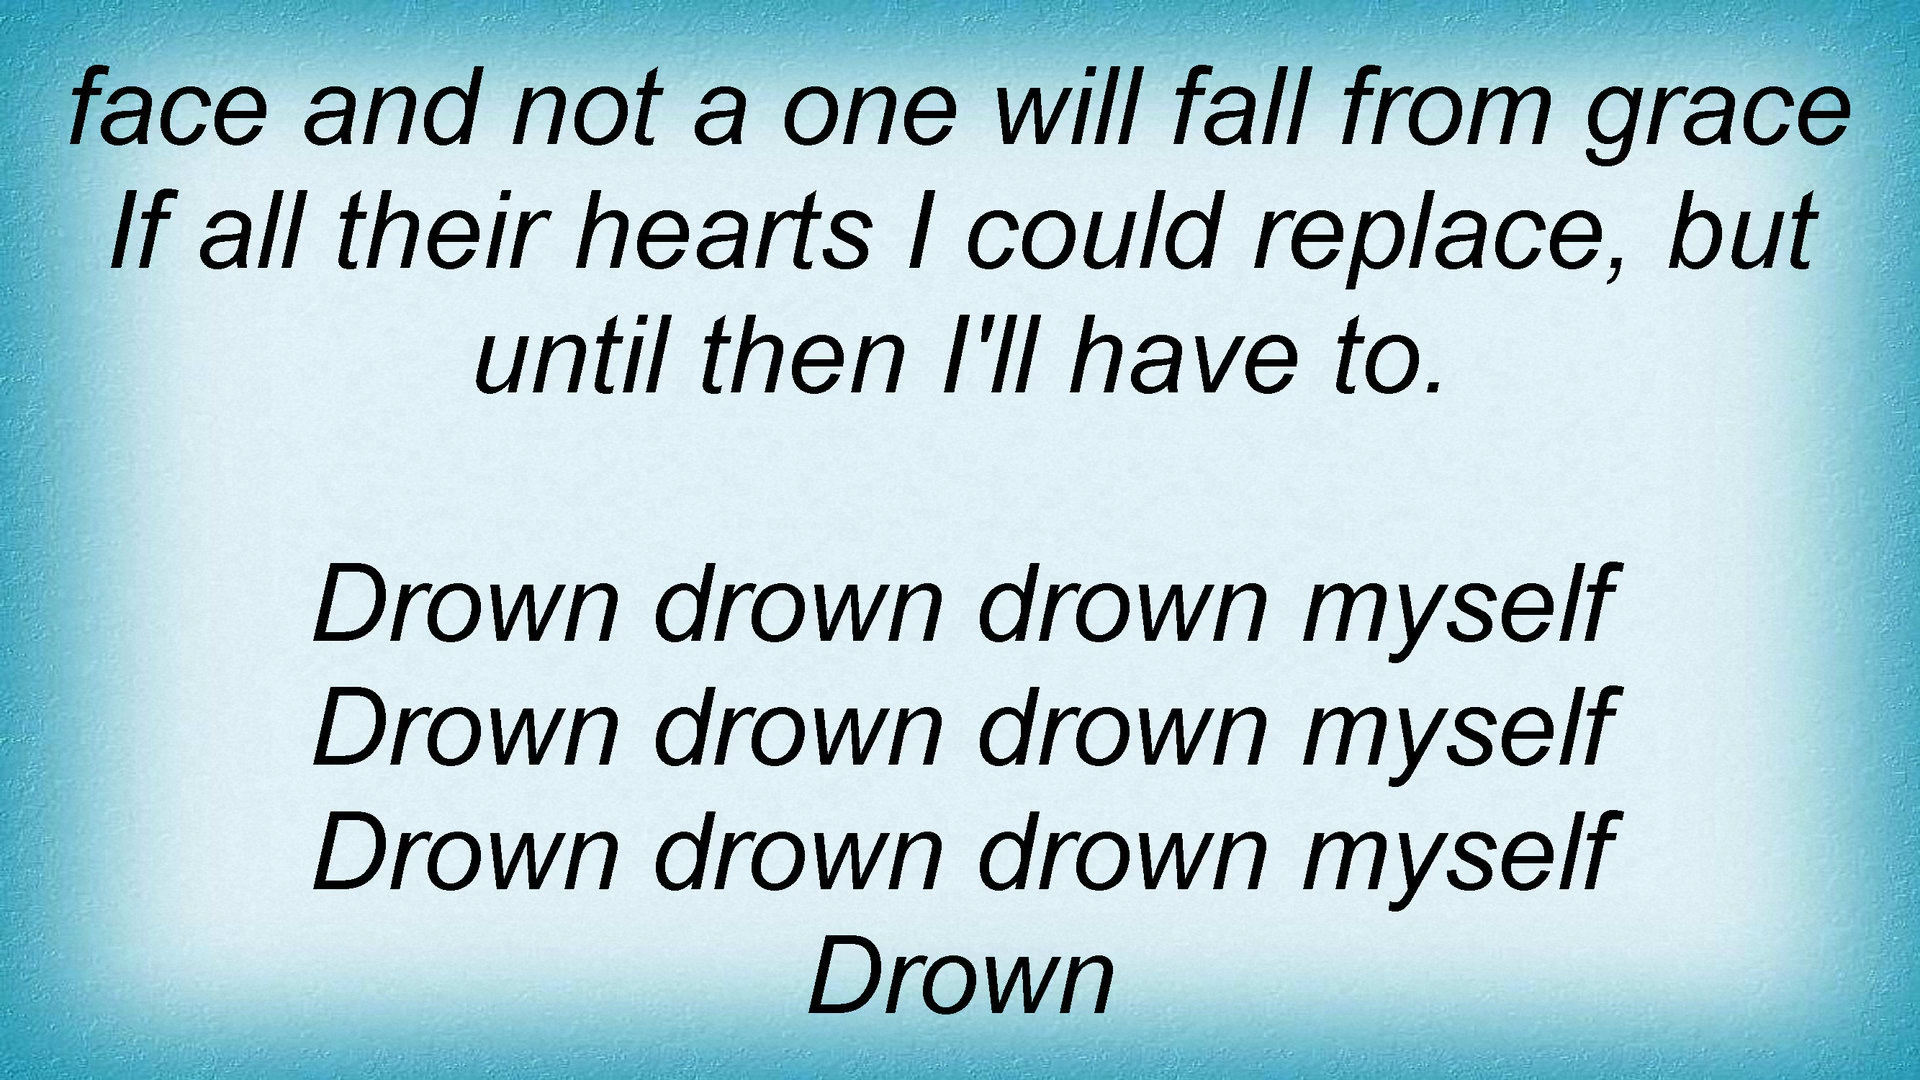 face and not a one will fall from grace
If all their hearts I could replace, but
until then I'll have to.
Drown drown drown myself
Drown drown drown myself
Drown drown drown myself
Drown